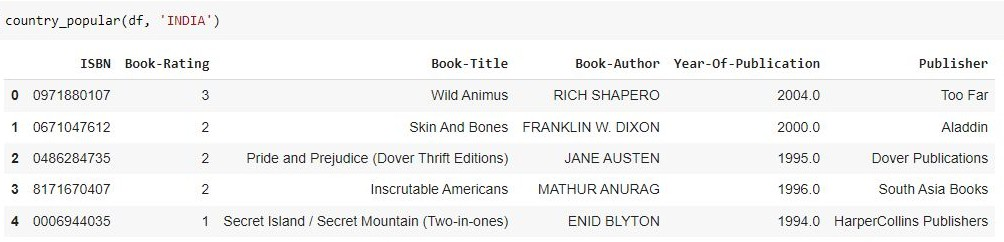 country_popular(df, 'INDIA')
ISBN Book-Rating Book-Title Book-Author Year-Of-Publication Publisher
0 0971880107 3 Wild Animus RICH SHAPERO 2004.0 Too Far
1 0671047612 2 Skin And Bones FRANKLIN W. DIXON 2000.0 Aladdin
2 0486284735 2 Pride and Prejudice (Dover Thrift Editions) JANE AUSTEN 1995.0 Dover Publications
3 8171670407 2 Inscrutable Americans MATHUR ANURAG 1996.0 South Asia Books
4 0006944035 1 Secret Island / Secret Mountain (Two-in-ones) ENID BLYTON 1994.0 HarperCollins Publishers